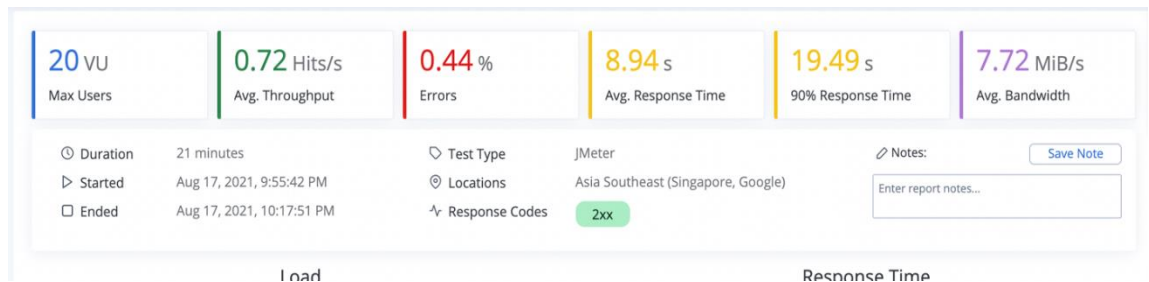 20 VU
Max Users
0.72 Hits/s
Avg. Throughput
0.44 %
Errors
8.94 s
Avg. Response Time
19.49 s
90% Response Time
7.72 MiB/s
Avg. Bandwidth
Duration 21 minutes
Started Aug 17, 2021, 9:55:42 PM
Ended Aug 17, 2021, 10:17:51 PM
Test Type JMeter
Locations Asia Southeast (Singapore, Google)
Response Codes 2xx
Notes: Save Note
Enter report notes...
Load
Response Time